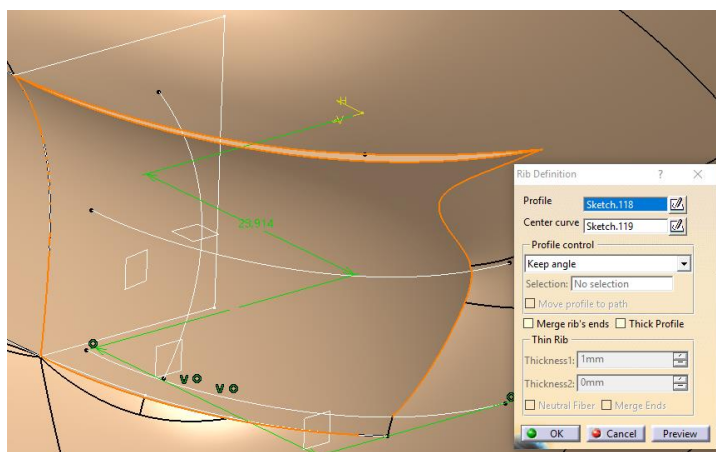 H
V
23,914
V
V
Rib Definition ? ×
Profile Sketch.118
Center curve Sketch.119
Profile control
Keep angle
Selection: No selection
Move profile to path
Merge rib's ends Thick Profile
Thin Rib
Thickness1: 1mm
Thickness2: 0mm
Neutral Fiber Merge Ends
OK Cancel Preview